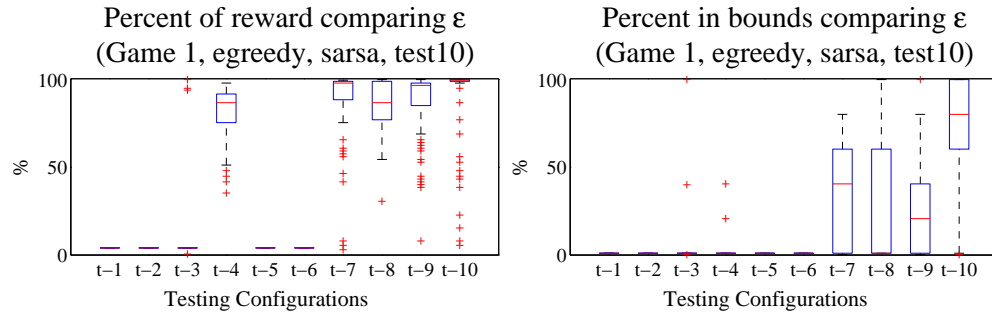 Percent of reward comparing ε
(Game 1, egreedy, sarsa, test10)
100
50
0
%
t−1 t−2 t−3 t−4 t−5 t−6 t−7 t−8 t−9 t−10
Testing Configurations
Percent in bounds comparing ε
(Game 1, egreedy, sarsa, test10)
100
50
0
%
t−1 t−2 t−3 t−4 t−5 t−6 t−7 t−8 t−9 t−10
Testing Configurations